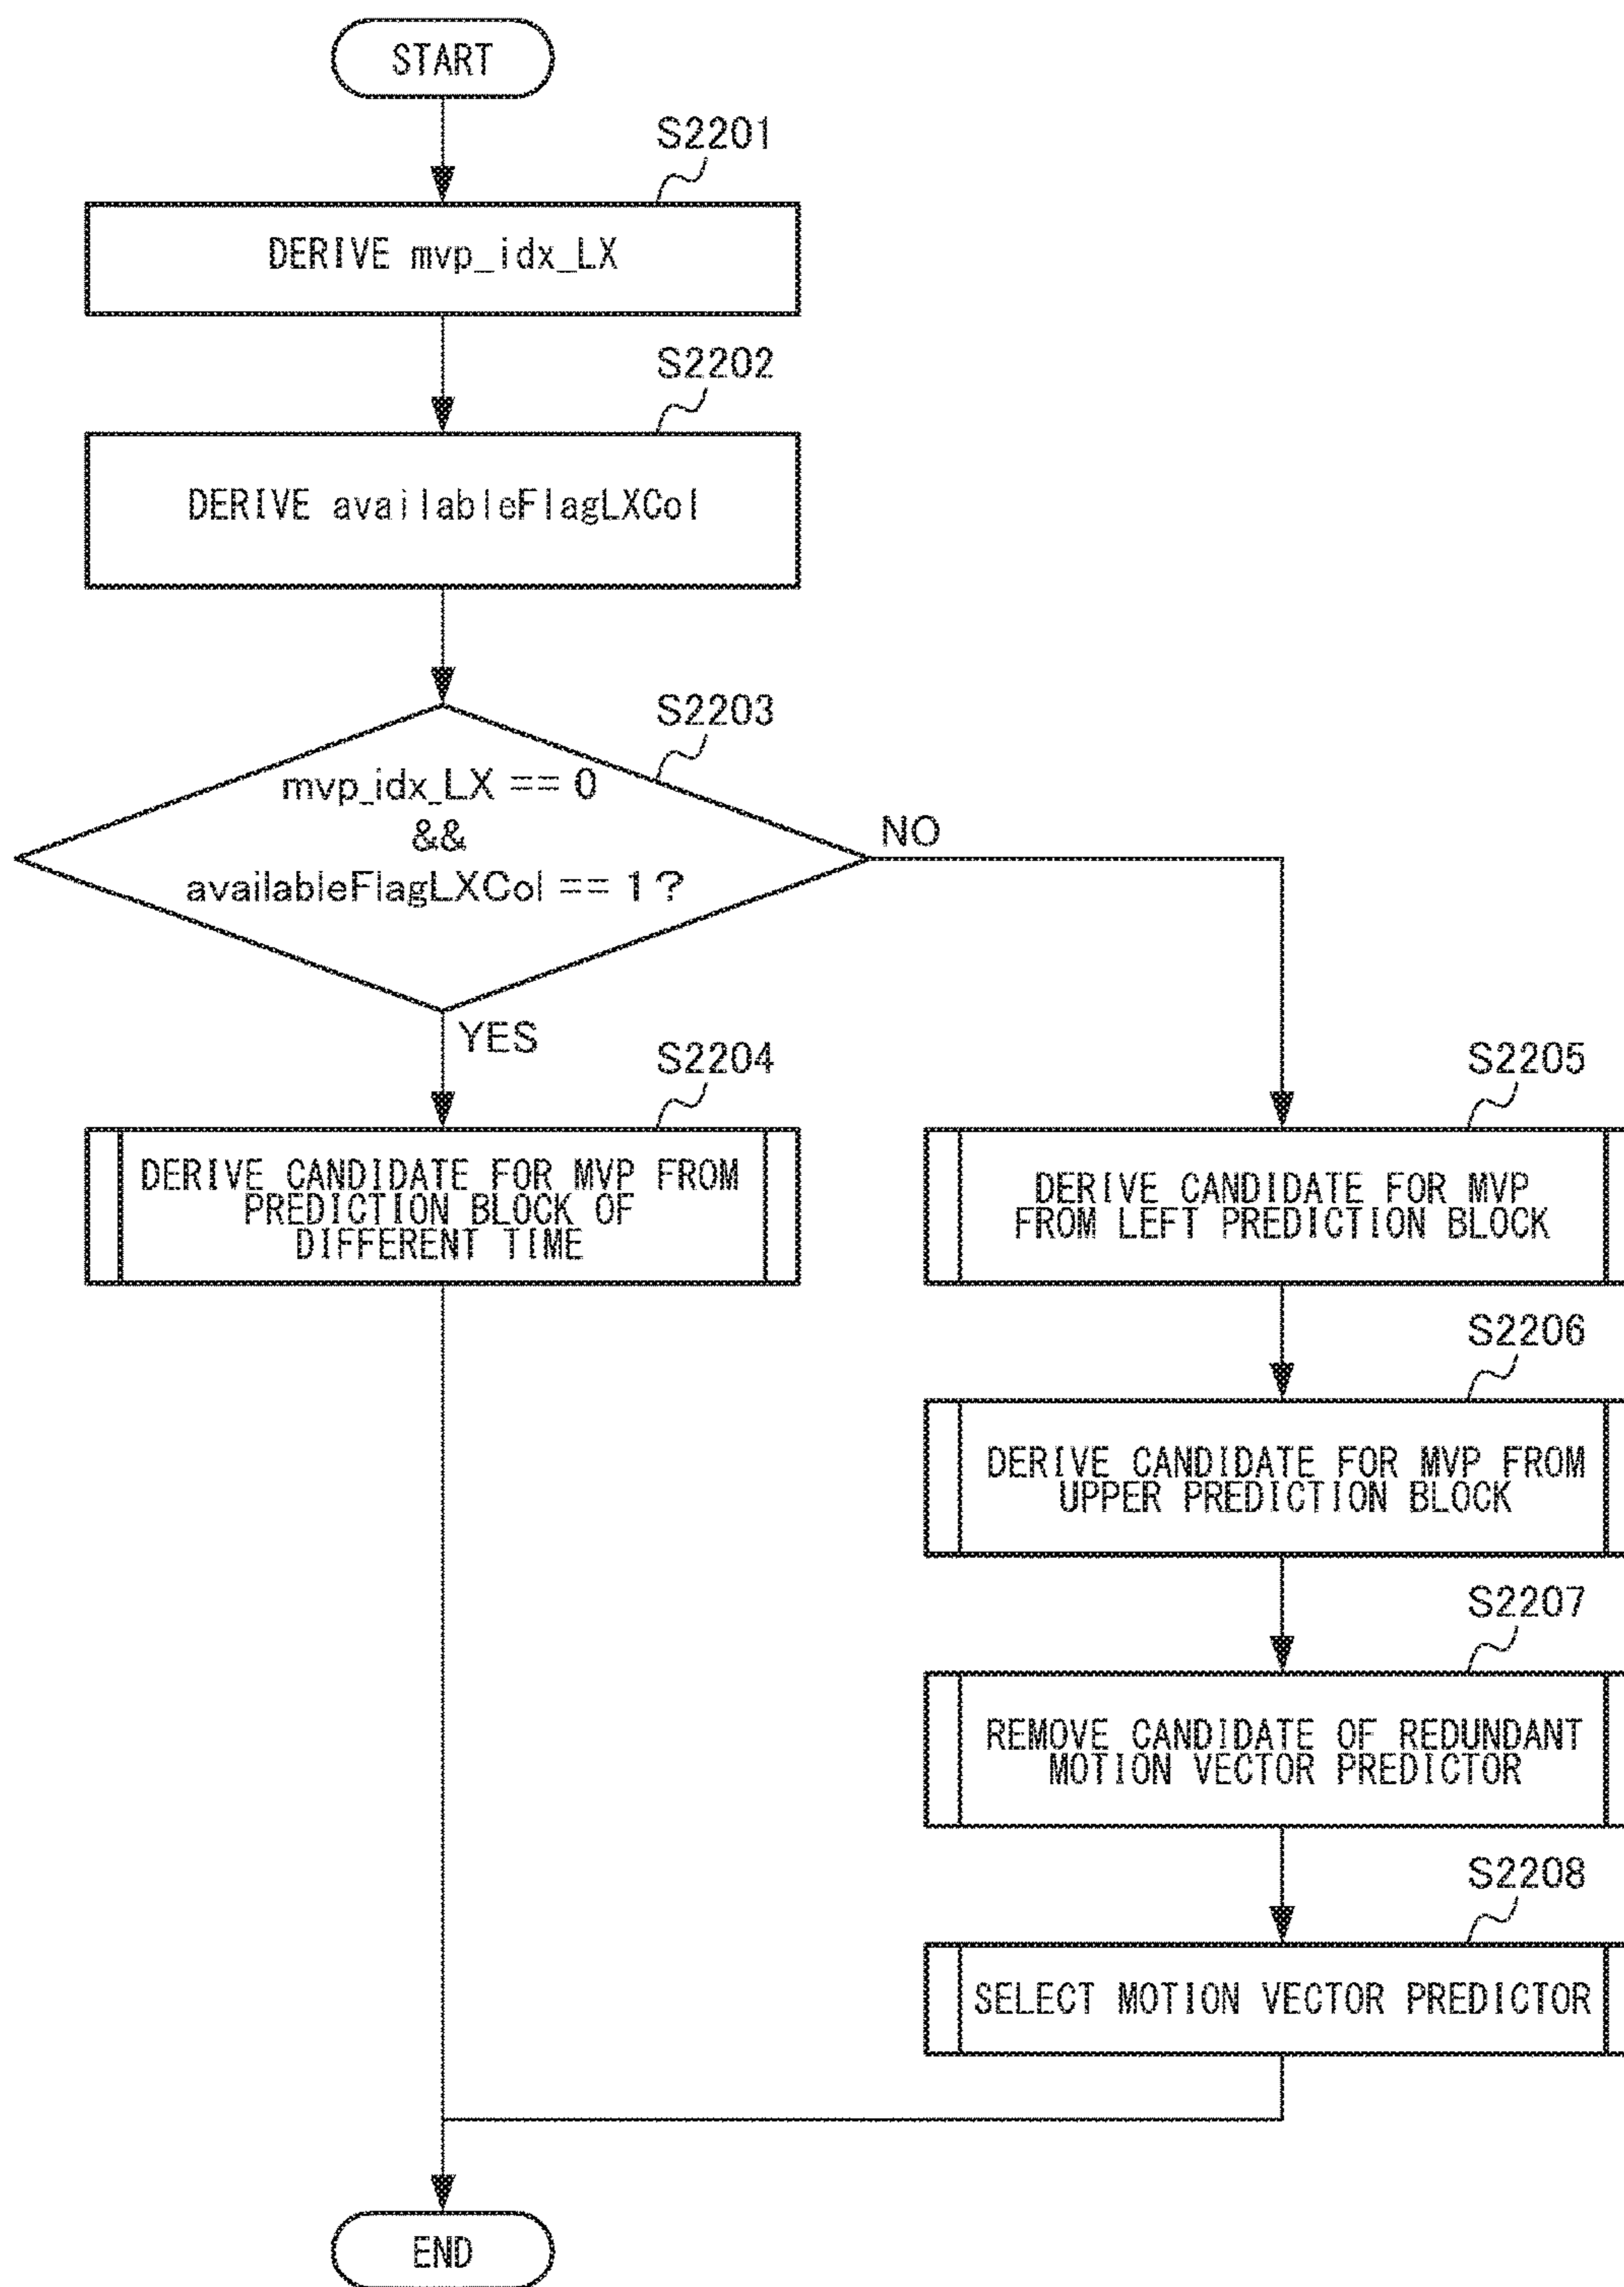 START
S2201
DERIVE mvp_idx_LX
S2202
DERIVE availableFlagLXCol
S2203
mvp_idx_LX == 0
&&
availableFlagLXCol == 1?
NO
YES
S2204
DERIVE CANDIDATE FOR MVP FROM
PREDICTION BLOCK OF
DIFFERENT TIME
S2205
DERIVE CANDIDATE FOR MVP
FROM LEFT PREDICTION BLOCK
S2206
DERIVE CANDIDATE FOR MVP FROM
UPPER PREDICTION BLOCK
S2207
REMOVE CANDIDATE OF REDUNDANT
MOTION VECTOR PREDICTOR
S2208
SELECT MOTION VECTOR PREDICTOR
END